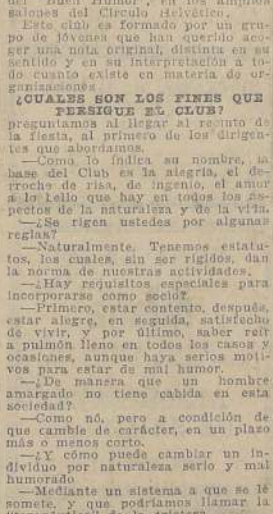 del "Buen Humor", en los amplios
salones del Círculo Helvético.
Este club es formado por un gru-
po de jóvenes que han querido aco-
ger una nota original, distinta en su
sentido y en su interpretación a to-
do cuanto existe en materia de or-
ganizaciones
¿CUALES SON LOS FINES QUE
PERSIGUE EL CLUB?
preguntamos al llegar al recinto de
la fiesta, al primero de los dirigen-
tes que abordamos.
—Como lo indica su nombre, la
base del Club es la alegría, el de-
rroche de risa, de ingenio, el amor
a lo bello que hay en todos los as-
pectos de la naturaleza y de la vida.
—¿Se rigen ustedes por algunas
reglas?
—Naturalmente. Tenemos estatu-
tos, los cuales, sin ser rígidos, dan
la norma de nuestras actividades.
—¿Hay requisitos especiales para
incorporarse como socio?
—Primero, estar contento, después,
estar alegre, en seguida, satisfecho
de vivir, y por último, saber reir
a pulmón lleno en todos los casos y
ocasiones, aunque haya serios moti-
vos para estar de mal humor.
—¿De manera que un hombre
amargado no tiene cabida en esta
sociedad?
—Como nó, pero a condición de
que cambie de carácter, en un plazo
más o menos corto.
—¿Y cómo puede cambiar un in-
dividuo por naturaleza serio y mal
humorado
—Mediante un sistema a que se le
somete, y que podríamos llamar la
de la tristeza